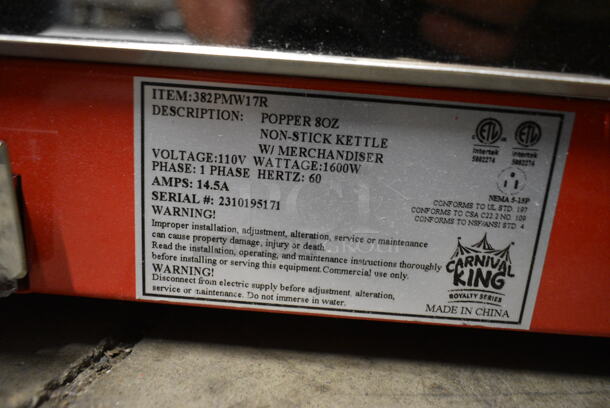 ITEM:382PMW17R
DESCRIPTION: POPPER 8OZ
NON-STICK KETTLE
W/ MERCHANDISER
VOLTAGE:110V WATTAGE:1600W
PHASE: 1 PHASE HERTZ: 60
AMPS: 14.5A
SERIAL #: 2310195171
WARNING!
Improper installation, adjustment, alteration, service or maintenance
can cause property damage, injury or death.
Read the installation, operating, and maintenance instructions thoroughly
before installing or serving this equipment.Commercial use only.
WARNING!
Disconnect from electric supply before adjustment, alteration,
service or maintenance. Do not immerse in water.
ETL ETL
Intertek Intertek
5002274 5002274
NEMA 5-15P
CONFORMS TO UL STD. 197
CONFORMS TO CSA C22.2 NO. 109
CONFORMS TO NSF/ANSI STD. 4
CARNIVAL
KING
ROYALTY SERIES
MADE IN CHINA